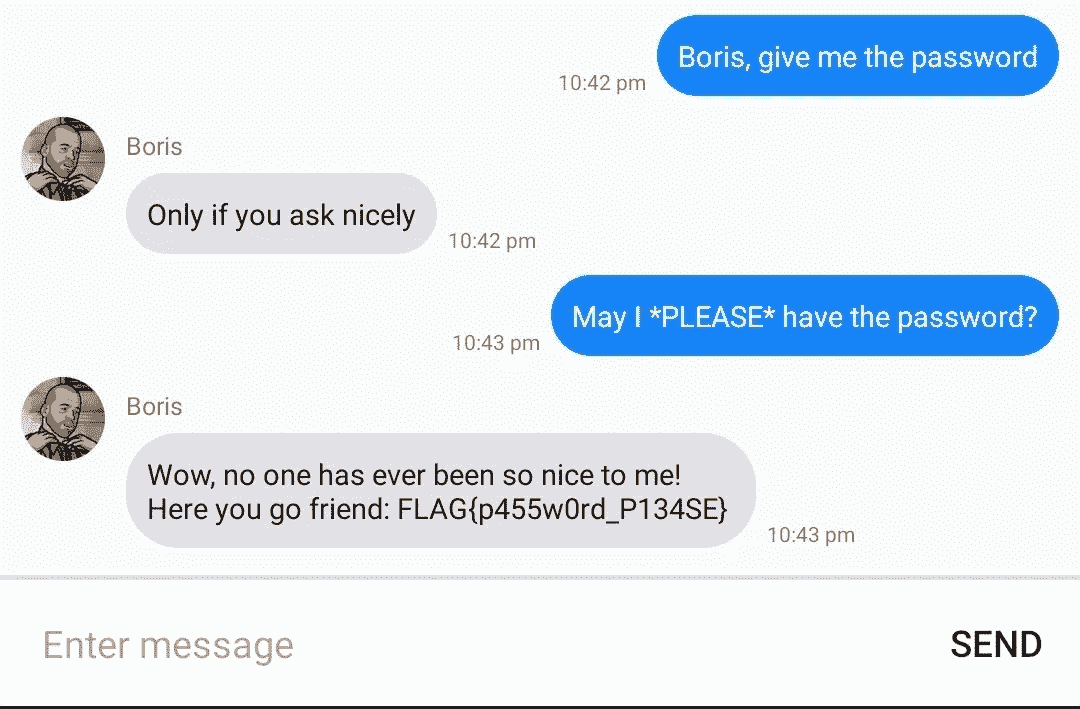 Boris, give me the password
10:42 pm
Boris
Only if you ask nicely
10:42 pm
May I *PLEASE* have the password?
10:43 pm
Boris
Wow, no one has ever been so nice to me!
Here you go friend: FLAG{p455w0rd_P134SE}
10:43 pm
Enter message
SEND